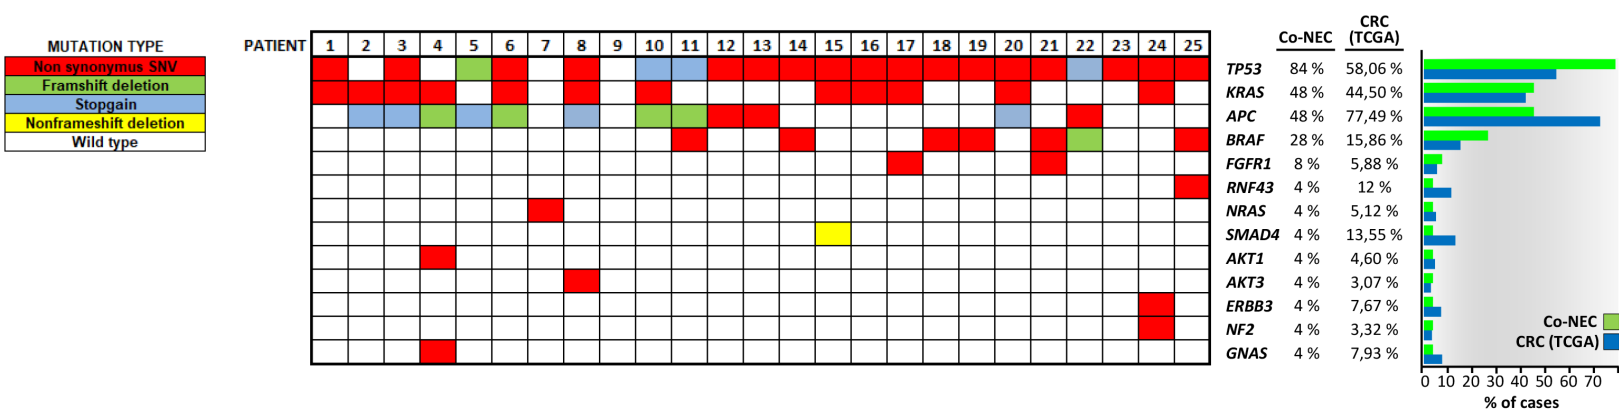 MUTATION TYPE
Non synonymus SNV
Framshift deletion
Stopgain
Nonframeshift deletion
Wild type
PATIENT 1 2 3 4 5 6 7 8 9 10 11 12 13 14 15 16 17 18 19 20 21 22 23 24 25
Co-NEC CRC (TCGA)
TP53 84 % 58,06 %
KRAS 48 % 44,50 %
APC 48 % 77,49 %
BRAF 28 % 15,86 %
FGFR1 8 % 5,88 %
RNF43 4 % 12 %
NRAS 4 % 5,12 %
SMAD4 4 % 13,55 %
AKT1 4 % 4,60 %
AKT3 4 % 3,07 %
ERBB3 4 % 7,67 %
NF2 4 % 3,32 %
GNAS 4 % 7,93 %
Co-NEC
CRC (TCGA)
0 10 20 30 40 50 60 70
% of cases